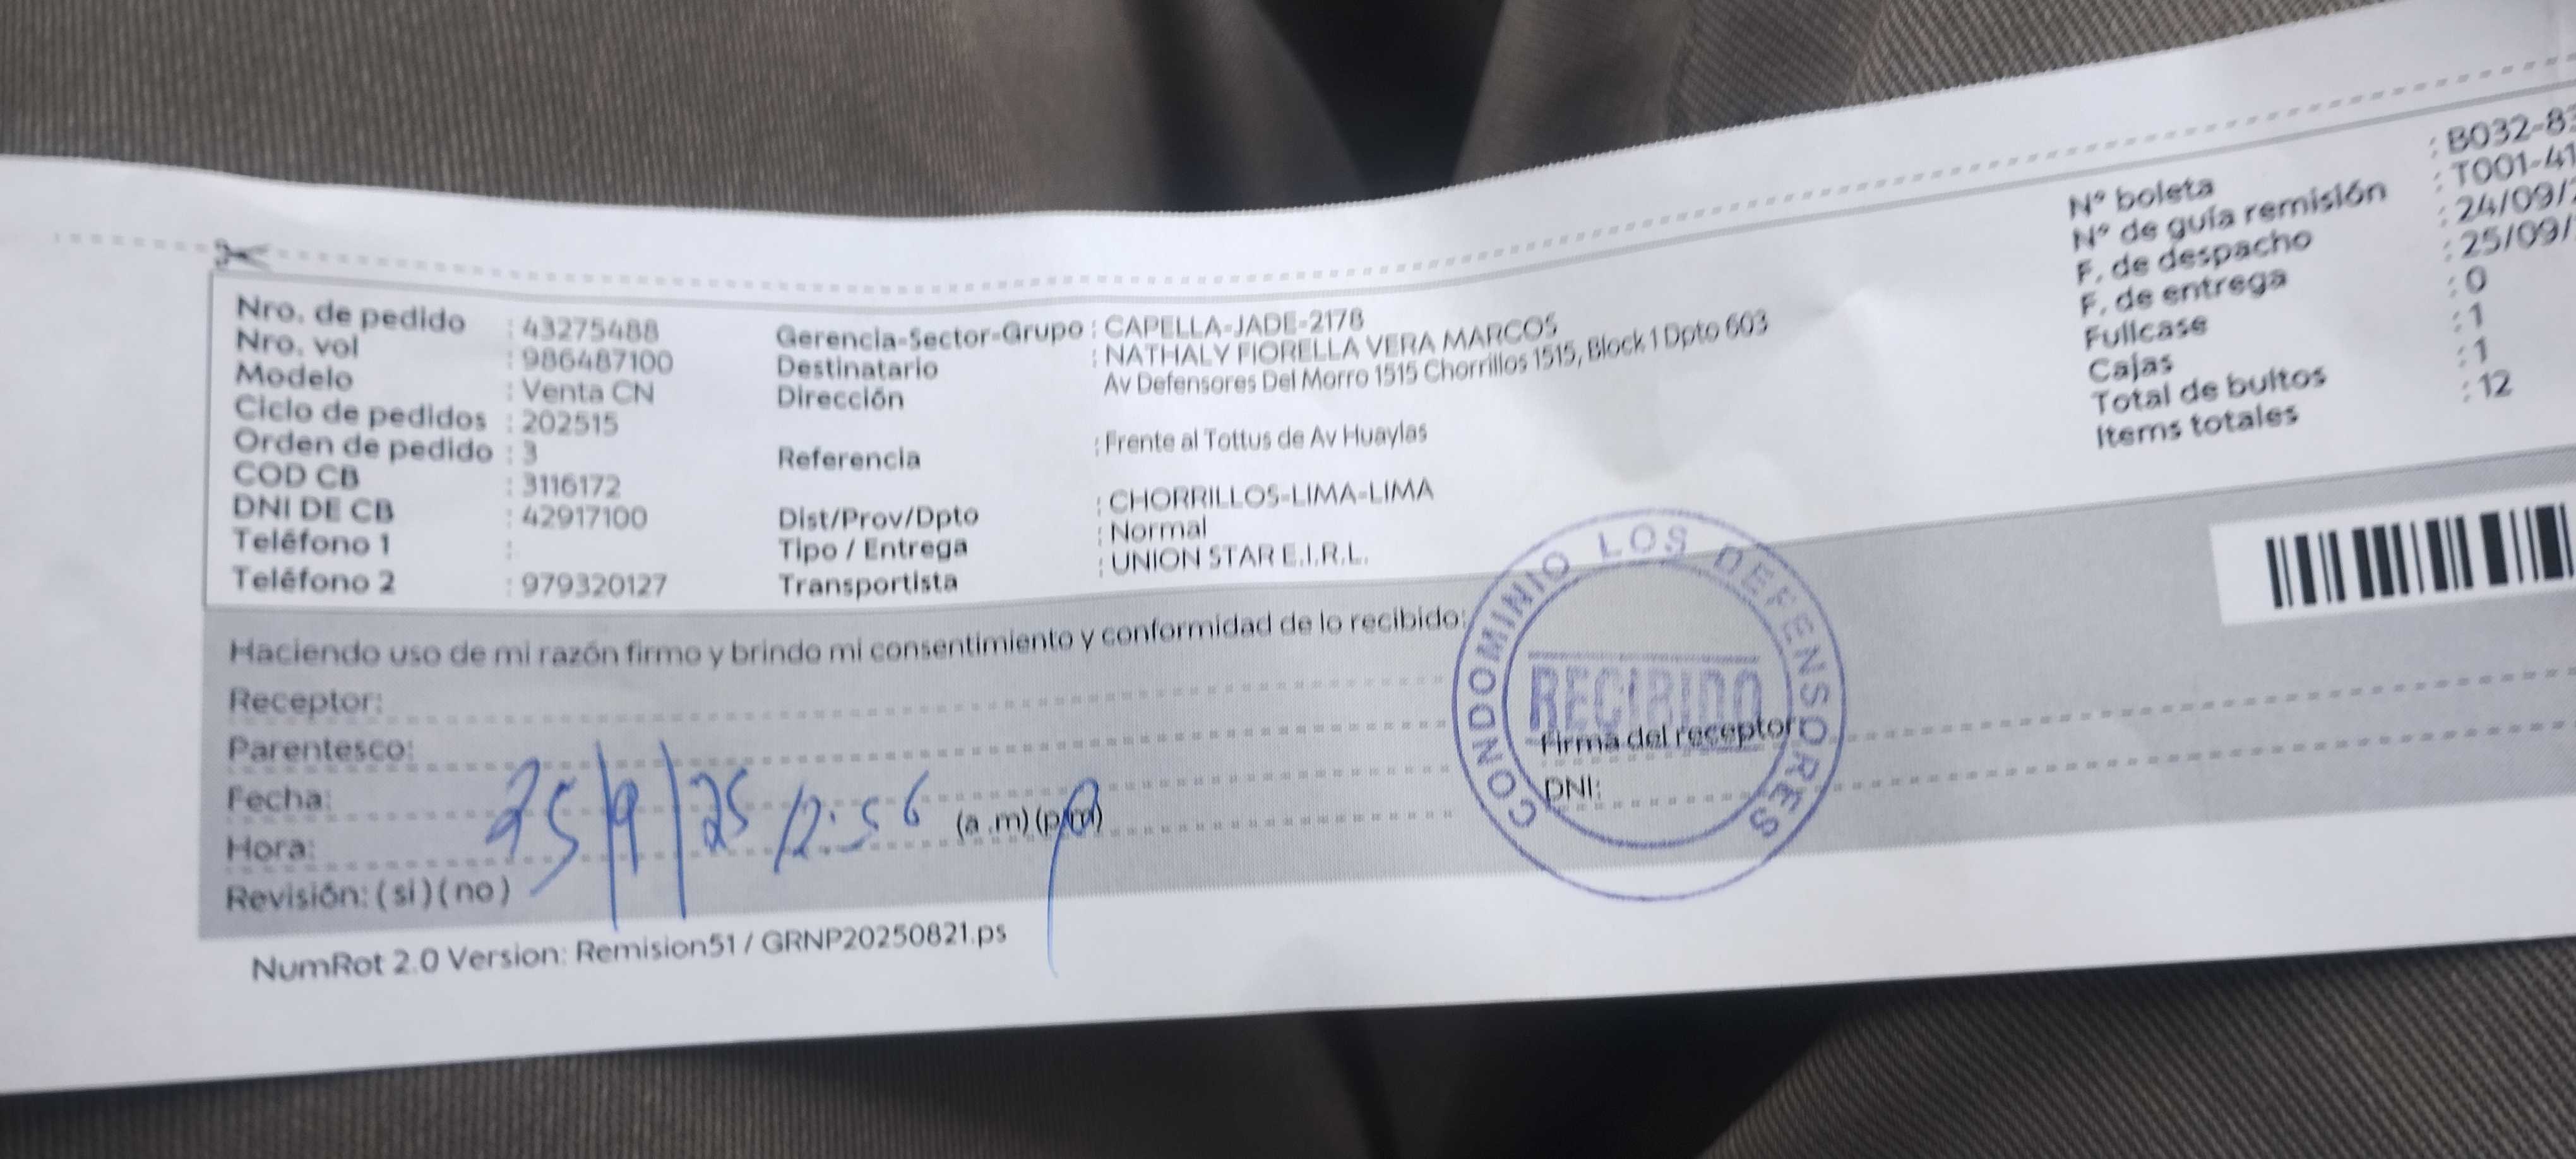 Nro. de pedido : 43275488
Nro. vol : 986487100
Modelo : Venta CN
Ciclo de pedidos : 202515
Orden de pedido : 3
COD CB : 3116172
DNI DE CB : 42917100
Teléfono 1 :
Teléfono 2 : 979320127
Gerencia-Sector-Grupo : CAPELLA-JADE-2178
Destinatario : NATHALY FIORELLA VERA MARCOS
Dirección Av Defensores Del Morro 1515 Chorrillos 1515, Block 1 Dpto 603
Referencia : Frente al Tottus de Av Huaylas
Dist/Prov/Dpto : CHORRILLOS-LIMA-LIMA
Tipo / Entrega : Normal
Transportista : UNION STAR E.I.R.L.
N° boleta : B032-83
N° de guía remisión : T001-41
F. de despacho : 24/09/
F. de entrega : 25/09/
Fullcase : 0
Cajas : 1
Total de bultos : 1
Items totales : 12
Haciendo uso de mi razón firmo y brindo mi consentimiento y conformidad de lo recibido:
Receptor:
Parentesco:
Fecha:
Hora: 25/9/25 12:56 (a .m) (p.m)
Revisión: (si) (no)
CONDOMINIO LOS DEFENSORES
RECIBIDO
Firma del receptor
DNI:
NumRot 2.0 Version: Remision51 / GRNP20250821.ps